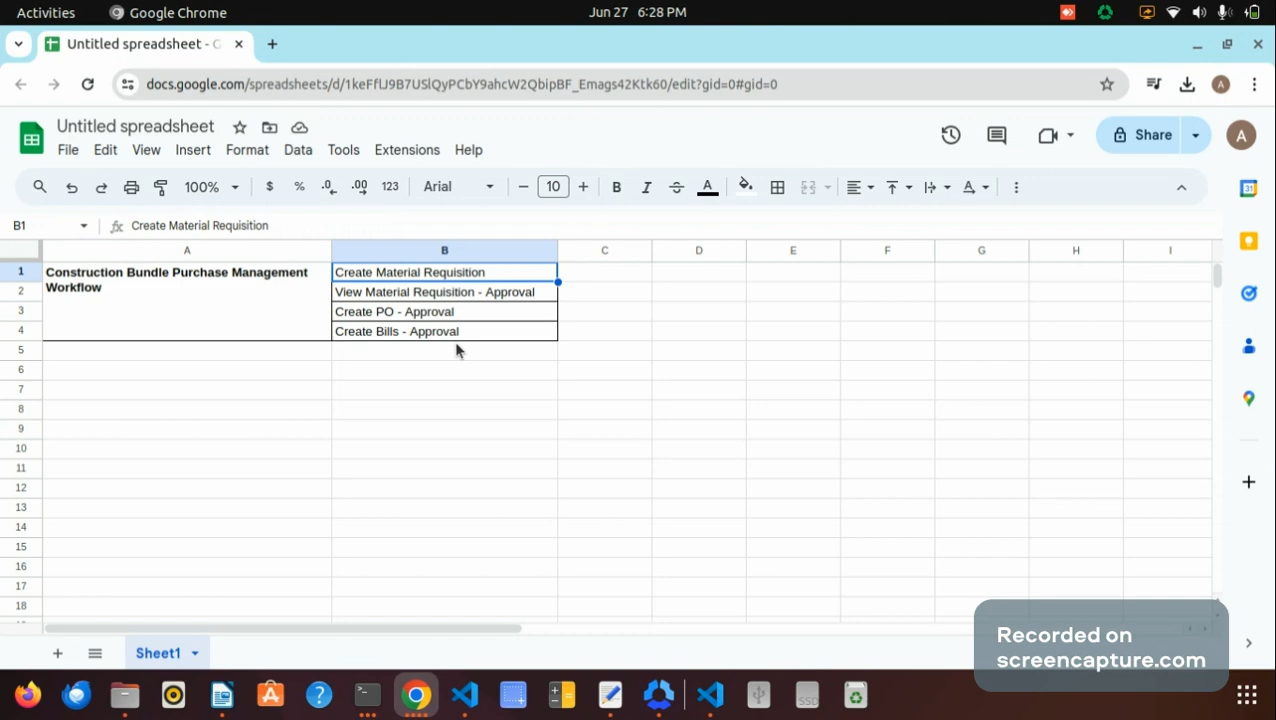 Activities Google Chrome Jun 27 6:28 PM
Untitled spreadsheet - G
docs.google.com/spreadsheets/d/1keFflJ9B7USlQyPCbY9ahcW2QbipBF_Emags42Ktk60/edit?gid=0#gid=0 A
Untitled spreadsheet
File Edit View Insert Format Data Tools Extensions Help Share A
100% $ % .0 .00 123 Arial 10 B I S A
B1 fx Create Material Requisition
A B C D E F G H I
1 Construction Bundle Purchase Management Create Material Requisition
Workflow
2 View Material Requisition - Approval
3 Create PO - Approval
4 Create Bills - Approval
5
6
7
8
9
10
11
12
13
14
15
16
17
18
31
Recorded on
screencapture.com
Sheet1
SSD